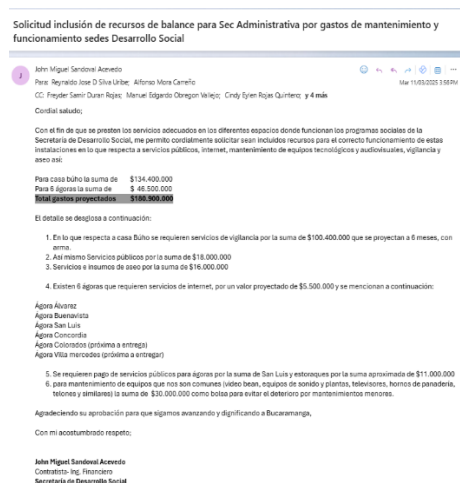 Solicitud inclusión de recursos de balance para Sec Administrativa por gastos de mantenimiento y
funcionamiento sedes Desarrollo Social
J
John Miguel Sandoval Acevedo
Para: Reynaldo Jose D Silva Uribe; Alfonso Mora Carreño
Mar 11/03/2025 3:58 PM
CC: Freyder Samir Duran Rojas; Manuel Edgardo Obregon Vallejo; Cindy Eylen Rojas Quintero; y 4 más
Cordial saludo;
Con el fin de que se presten los servicios adecuados en los diferentes espacios donde funcionan los programas sociales de la
Secretaría de Desarrollo Social, me permito cordialmente solicitar sean incluidos recursos para el correcto funcionamiento de estas
instalaciones en lo que respecta a servicios públicos, internet, mantenimiento de equipos tecnológicos y audiovisuales, vigilancia y
aseo así:
Para casa búho la suma de $134.400.000
Para 6 ágoras la suma de $ 46.500.000
Total gastos proyectados $180.900.000
El detalle se desglosa a continuación:
1. En lo que respecta a casa Búho se requieren servicios de vigilancia por la suma de $100.400.000 que se proyectan a 6 meses, con
arma.
2. Así mismo Servicios públicos por la suma de $18.000.000
3. Servicios e insumos de aseo por la suma de $16.000.000
4. Existen 6 ágoras que requieren servicios de internet, por un valor proyectado de $5.500.000 y se mencionan a continuación:
Ágora Álvarez
Ágora Buenavista
Ágora San Luis
Ágora Concordia
Ágora Colorados (próxima a entrega)
Ágora Villa mercedes (próxima a entregar)
5. Se requieren pago de servicios públicos para ágoras por la suma de San Luis y estoraques por la suma aproximada de $11.000.000
6. para mantenimiento de equipos que nos son comunes (video bean, equipos de sonido y plantas, televisores, hornos de panadería,
telones y similares) la suma de $30.000.000 como bolsa para evitar el deterioro por mantenimientos menores.
Agradeciendo su aprobación para que sigamos avanzando y dignificando a Bucaramanga,
Con mi acostumbrado respeto;
John Miguel Sandoval Acevedo
Contratista- Ing. Financiero
Secretaría de Desarrollo Social